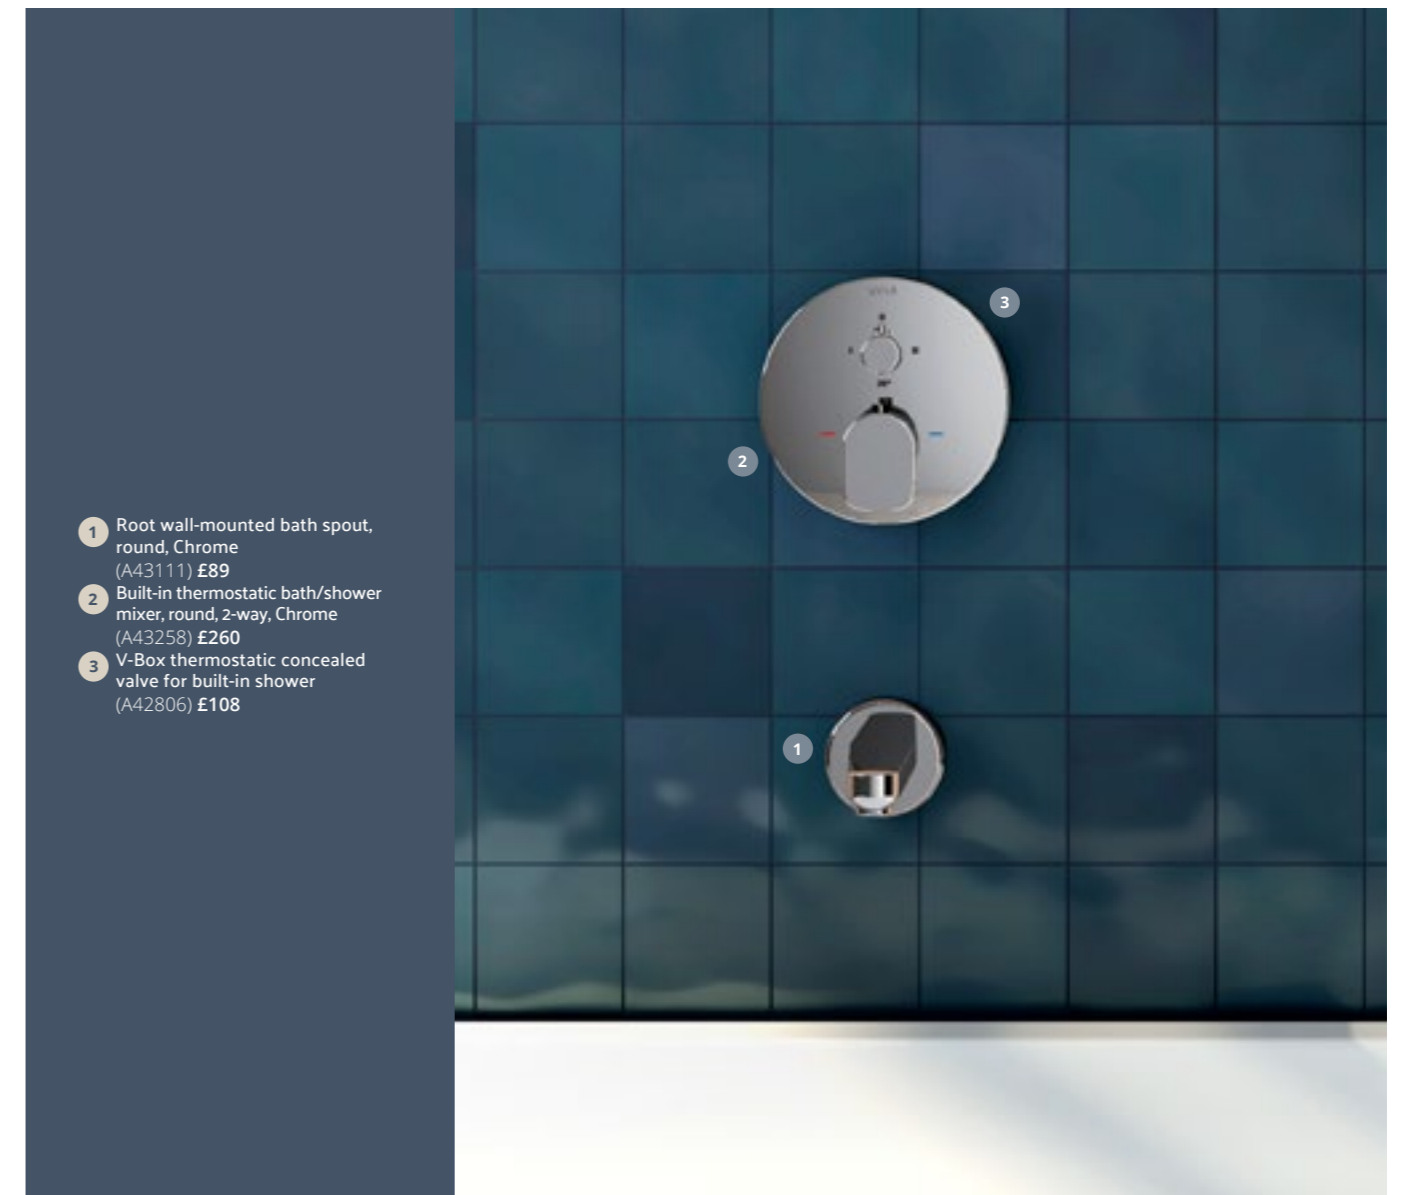 1 Root wall-mounted bath spout,
round, Chrome
(A43111) £89
2 Built-in thermostatic bath/shower
mixer, round, 2-way, Chrome
(A43258) £260
3 V-Box thermostatic concealed
valve for built-in shower
(A42806) £108
3
2
1